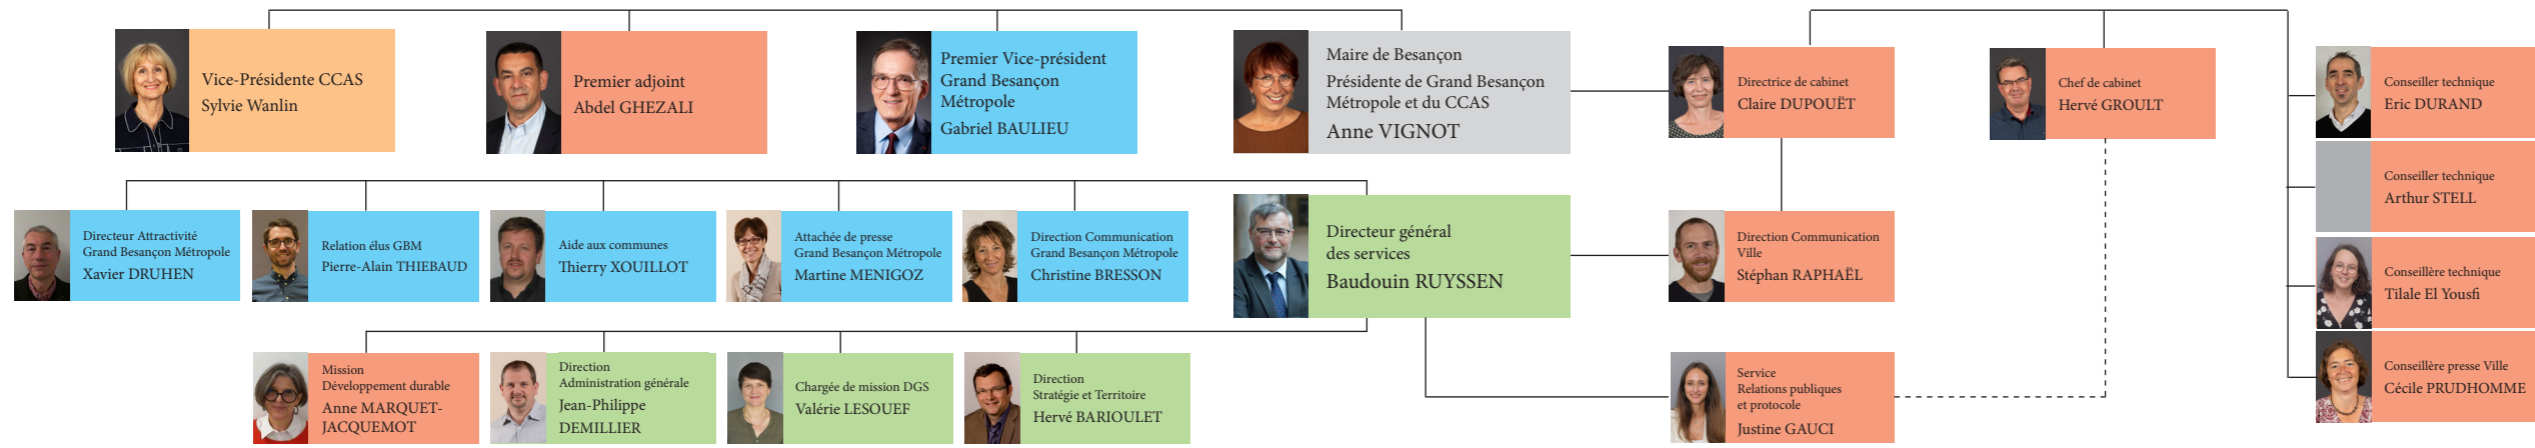 Vice-Présidente CCAS
Sylvie Wanlin
Premier adjoint
Abdel GHEZALI
Premier Vice-président
Grand Besançon
Métropole
Gabriel BAULIEU
Maire de Besançon
Présidente de Grand Besançon
Métropole et du CCAS
Anne VIGNOT
Directrice de cabinet
Claire DUPOUËT
Chef de cabinet
Hervé GROULT
Conseiller technique
Eric DURAND
Conseiller technique
Arthur STELL
Conseillère technique
Tilale El Yousfi
Conseillère presse Ville
Cécile PRUDHOMME
Directeur Attractivité
Grand Besançon Métropole
Xavier DRUHEN
Relation élus GBM
Pierre-Alain THIEBAUD
Aide aux communes
Thierry XOUILLOT
Attachée de presse
Grand Besançon Métropole
Martine MENIGOZ
Direction Communication
Grand Besançon Métropole
Christine BRESSON
Directeur général
des services
Baudouin RUYSSEN
Direction Communication
Ville
Stéphan RAPHAËL
Mission
Développement durable
Anne MARQUET-
JACQUEMOT
Direction
Administration générale
Jean-Philippe
DEMILLIER
Chargée de mission DGS
Valérie LESOUEF
Direction
Stratégie et Territoire
Hervé BARIOULET
Service
Relations publiques
et protocole
Justine GAUCI